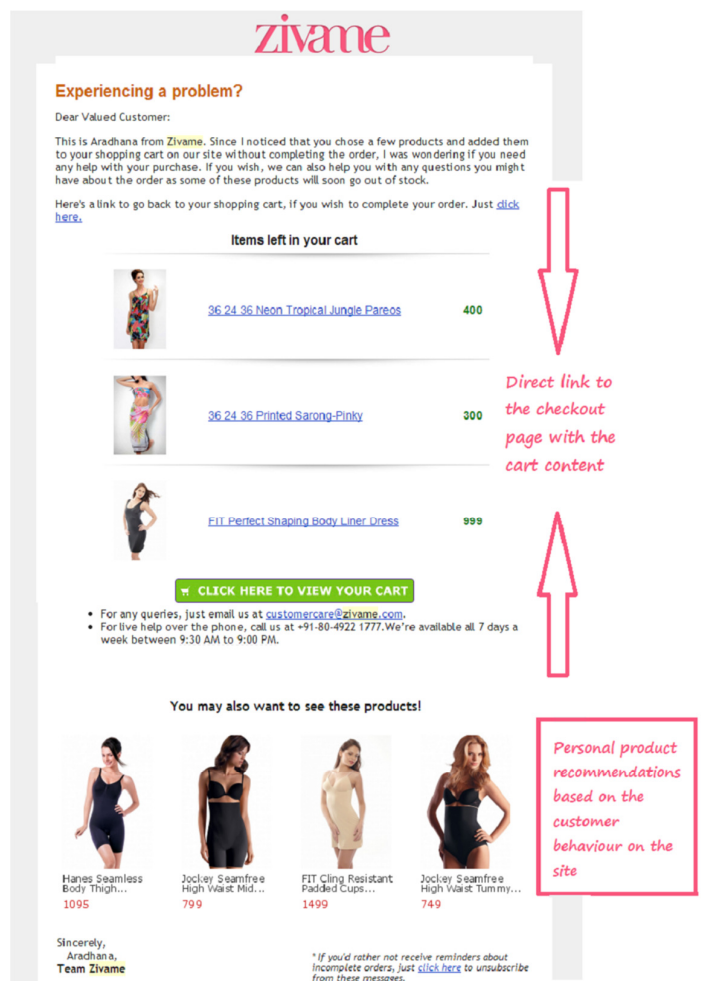 zivame
Experiencing a problem?
Dear Valued Customer:
This is Aradhana from Zivame. Since I noticed that you chose a few products and added them
to your shopping cart on our site without completing the order, I was wondering if you need
any help with your purchase. If you wish, we can also help you with any questions you might
have about the order as some of these products will soon go out of stock.
Here's a link to go back to your shopping cart, if you wish to complete your order. Just click
here.
Items left in your cart
36 24 36 Neon Tropical Jungle Pareos 400
36 24 36 Printed Sarong-Pinky 300
FIT Perfect Shaping Body Liner Dress 999
Direct link to
the checkout
page with the
cart content
CLICK HERE TO VIEW YOUR CART
• For any queries, just email us at customercare@zivame.com.
• For live help over the phone, call us at +91-80-4922 1777.We're available all 7 days a
week between 9:30 AM to 9:00 PM.
You may also want to see these products!
Hanes Seamless
Body Thigh...
1095
Jockey Seamfree
High Waist Mid...
799
FIT Cling Resistant
Padded Cups...
1499
Jockey Seamfree
High Waist Tummy...
749
Personal product
recommendations
based on the
customer
behaviour on the
site
Sincerely,
Aradhana,
Team Zivame
*If you'd rather not receive reminders about
incomplete orders, just click here to unsubscribe
from these messages.